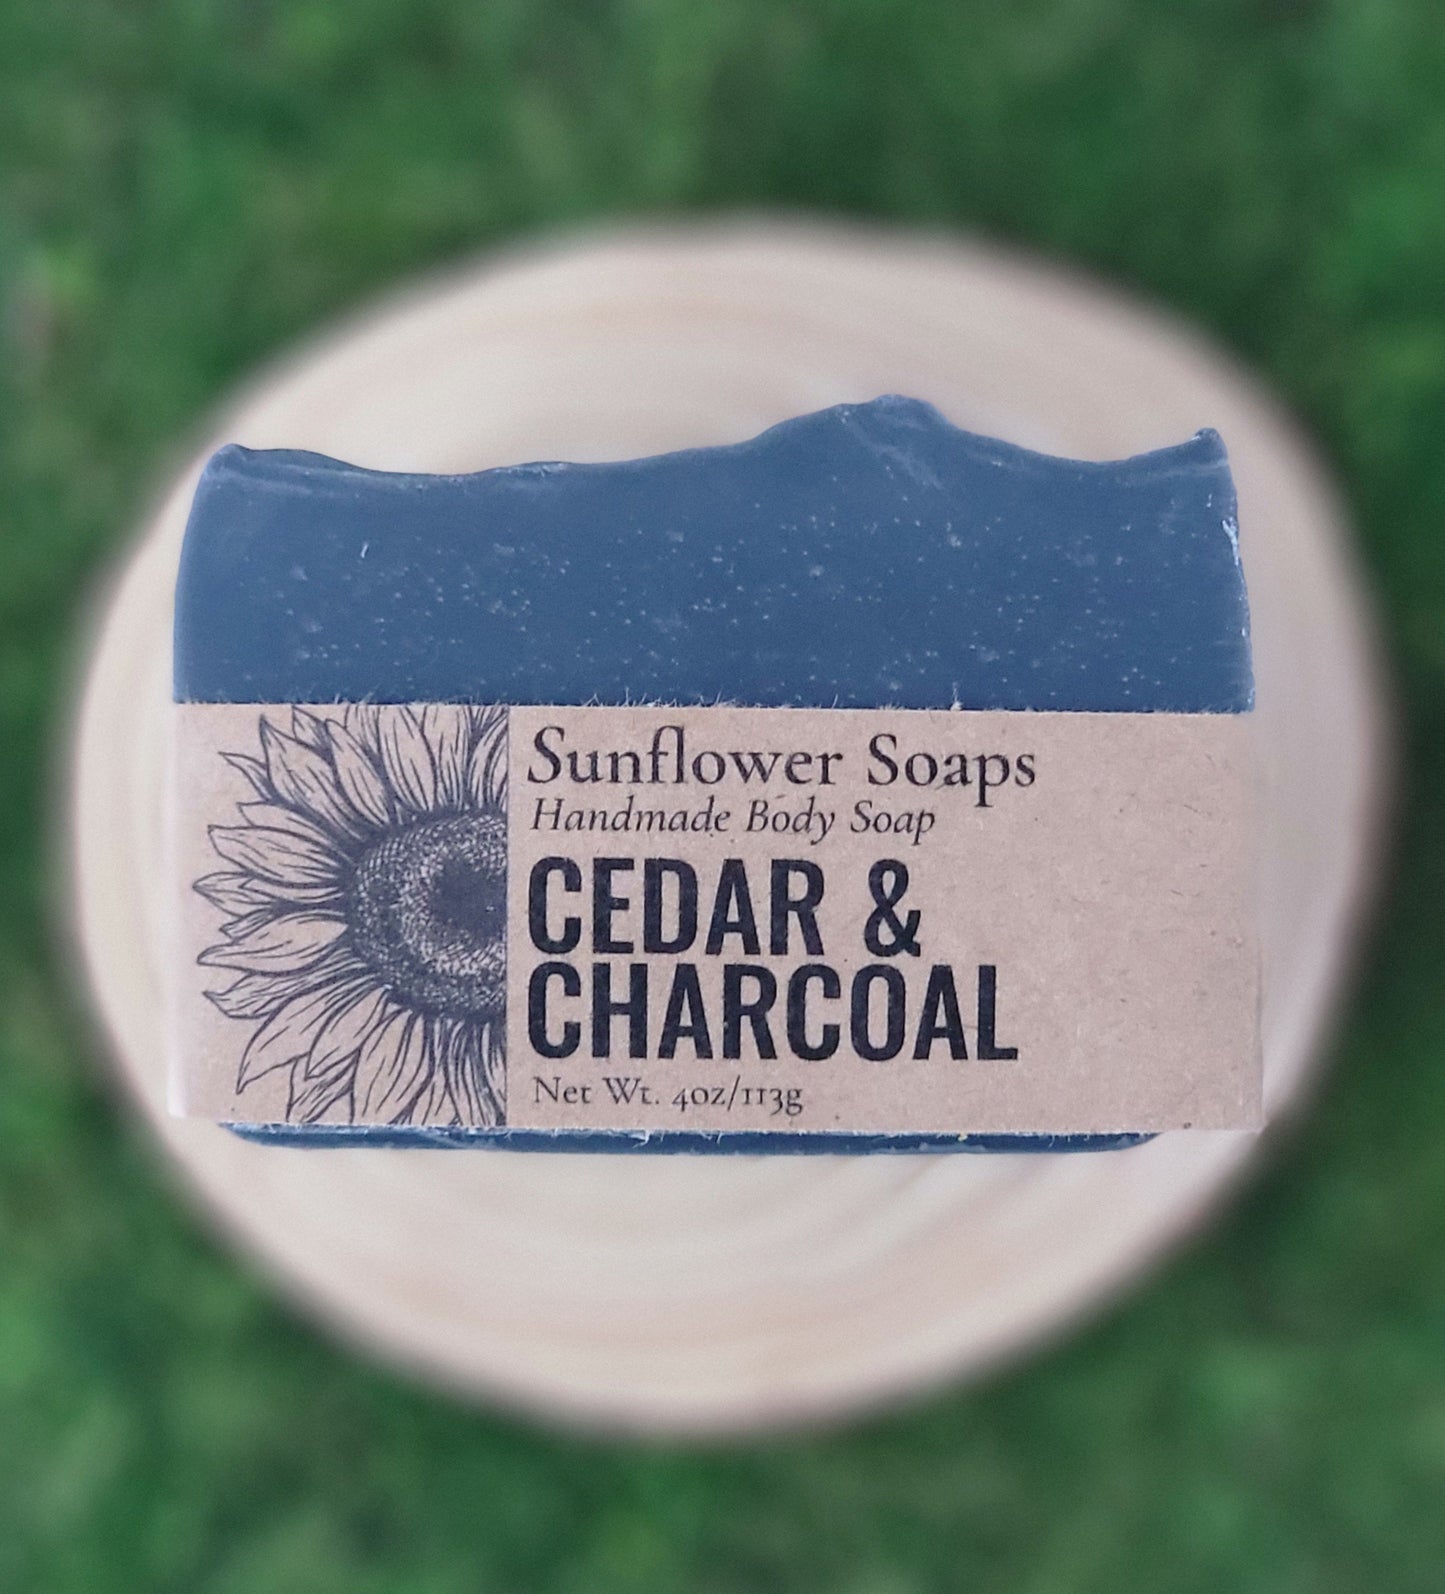 Sunflower Soaps
Handmade Body Soap
CEDAR &
CHARCOAL
Net Wt. 4oz/113g